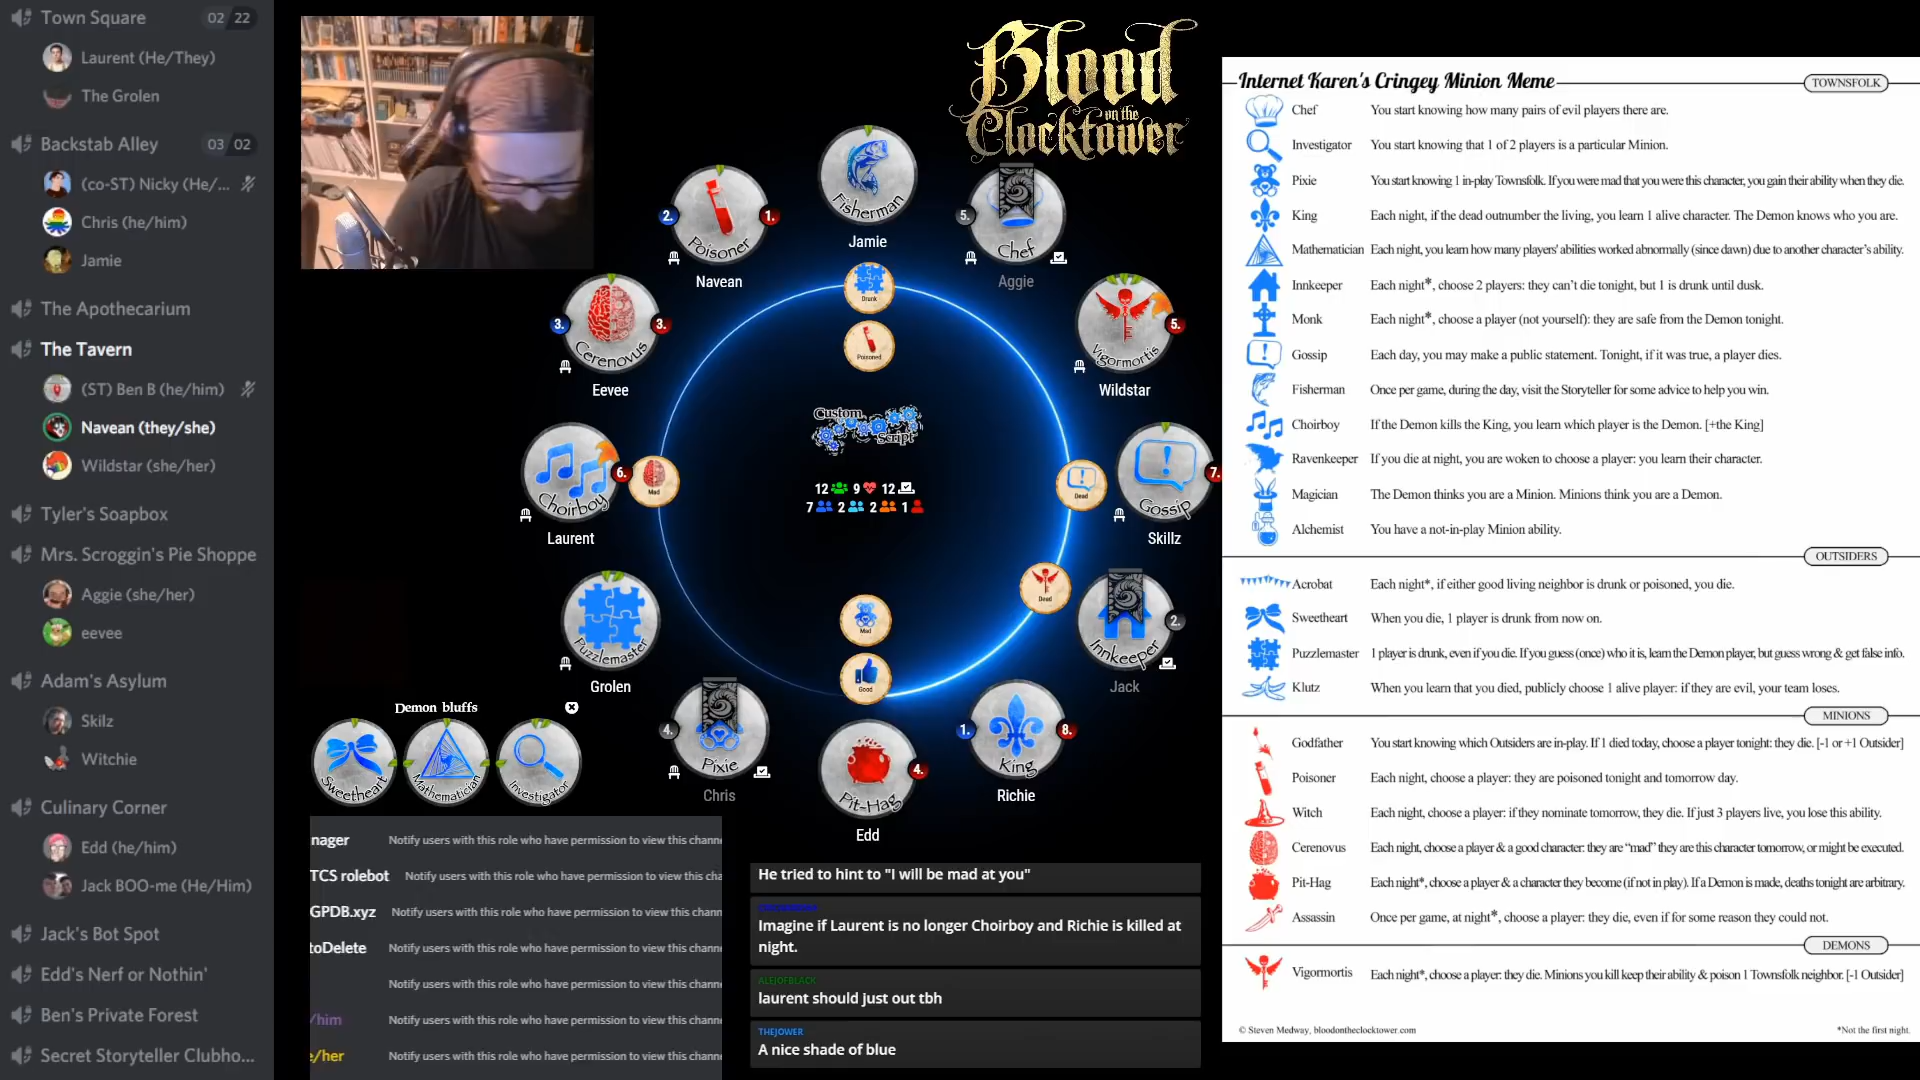 Town Square 02 22
Laurent (He/They)
The Grolen
Backstab Alley 03 02
(co-ST) Nicky (He/...
Chris (he/him)
Jamie
The Apothecarium
The Tavern
(ST) Ben B (he/him)
Navean (they/she)
Wildstar (she/her)
Tyler's Soapbox
Mrs. Scroggin's Pie Shoppe
Aggie (she/her)
eevee
Adam's Asylum
Skilz
Witchie
Culinary Corner
Edd (he/him)
Jack BOO-me (He/Him)
Jack's Bot Spot
Edd's Nerf or Nothin'
Ben's Private Forest
Secret Storyteller Clubho...
Blood
on the
Clocktower
Fisherman
Jamie
5.
Chef
Aggie
Vigormortis
5.
Wildstar
Gossip
7.
Skillz
Innkeeper
2.
Jack
1.
King
8.
Richie
Pit-Hag
4.
Edd
4.
Pixie
Chris
Puzzlemaster
Grolen
Choirboy
6.
Laurent
3.
Cerenovus
3.
Eevee
2.
Poisoner
1.
Navean
Drunk
Poisoned
Mad
Dead
Dead
Mad
Good
Custom
Script
12 9 12
7 2 2 1
Demon bluffs
Sweetheart
Mathematician
Investigator
nager Notify users with this role who have permission to view this chann
TCS rolebot Notify users with this role who have permission to view this cha
GPDB.xyz Notify users with this role who have permission to view this chann
toDelete Notify users with this role who have permission to view this chann
Notify users with this role who have permission to view this chann
/him Notify users with this role who have permission to view this chann
e/her Notify users with this role who have permission to view this chann
He tried to hint to "I will be mad at you"
Imagine if Laurent is no longer Choirboy and Richie is killed at
night.
ALEJOFBLACK
laurent should just out tbh
THEJOWER
A nice shade of blue
Internet Karen's Cringey Minion Meme
TOWNSFOLK
Chef You start knowing how many pairs of evil players there are.
Investigator You start knowing that 1 of 2 players is a particular Minion.
Pixie You start knowing 1 in-play Townsfolk. If you were mad that you were this character, you gain their ability when they die.
King Each night, if the dead outnumber the living, you learn 1 alive character. The Demon knows who you are.
Mathematician Each night, you learn how many players' abilities worked abnormally (since dawn) due to another character's ability.
Innkeeper Each night*, choose 2 players: they can't die tonight, but 1 is drunk until dusk.
Monk Each night*, choose a player (not yourself): they are safe from the Demon tonight.
Gossip Each day, you may make a public statement. Tonight, if it was true, a player dies.
Fisherman Once per game, during the day, visit the Storyteller for some advice to help you win.
Choirboy If the Demon kills the King, you learn which player is the Demon. [+the King]
Ravenkeeper If you die at night, you are woken to choose a player: you learn their character.
Magician The Demon thinks you are a Minion. Minions think you are a Demon.
Alchemist You have a not-in-play Minion ability.
OUTSIDERS
Acrobat Each night*, if either good living neighbor is drunk or poisoned, you die.
Sweetheart When you die, 1 player is drunk from now on.
Puzzlemaster 1 player is drunk, even if you die. If you guess (once) who it is, learn the Demon player, but guess wrong & get false info.
Klutz When you learn that you died, publicly choose 1 alive player: if they are evil, your team loses.
MINIONS
Godfather You start knowing which Outsiders are in-play. If 1 died today, choose a player tonight: they die. [-1 or +1 Outsider]
Poisoner Each night, choose a player: they are poisoned tonight and tomorrow day.
Witch Each night, choose a player: if they nominate tomorrow, they die. If just 3 players live, you lose this ability.
Cerenovus Each night, choose a player & a good character: they are “mad” they are this character tomorrow, or might be executed.
Pit-Hag Each night*, choose a player & a character they become (if not in play). If a Demon is made, deaths tonight are arbitrary.
Assassin Once per game, at night*, choose a player: they die, even if for some reason they could not.
DEMONS
Vigormortis Each night*, choose a player: they die. Minions you kill keep their ability & poison 1 Townsfolk neighbor. [-1 Outsider]
© Steven Medway, bloodontheclocktower.com *Not the first night.